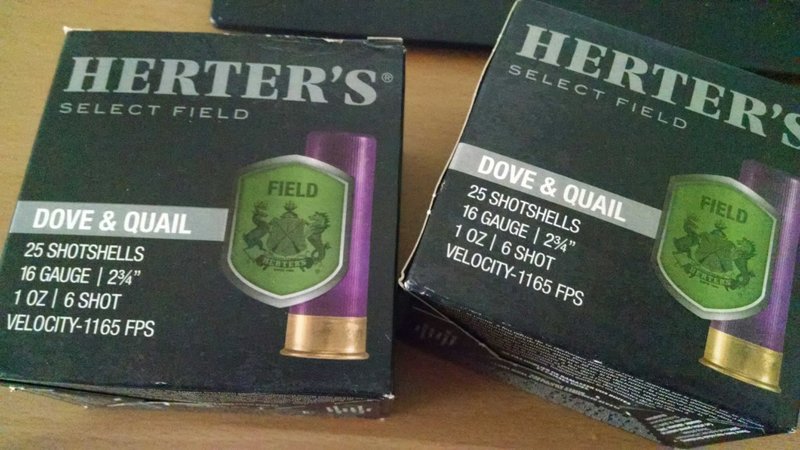 HERTER'S®
SELECT FIELD
DOVE & QUAIL
25 SHOTSHELLS
16 GAUGE | 2¾"
1 OZ | 6 SHOT
VELOCITY-1165 FPS
FIELD
HERTER'S
HERTER'S
SELECT FIELD
DOVE & QUAIL
25 SHOTSHELLS
16 GAUGE | 2¾"
1 OZ | 6 SHOT
VELOCITY-1165 FPS
FIELD
HERTER'S